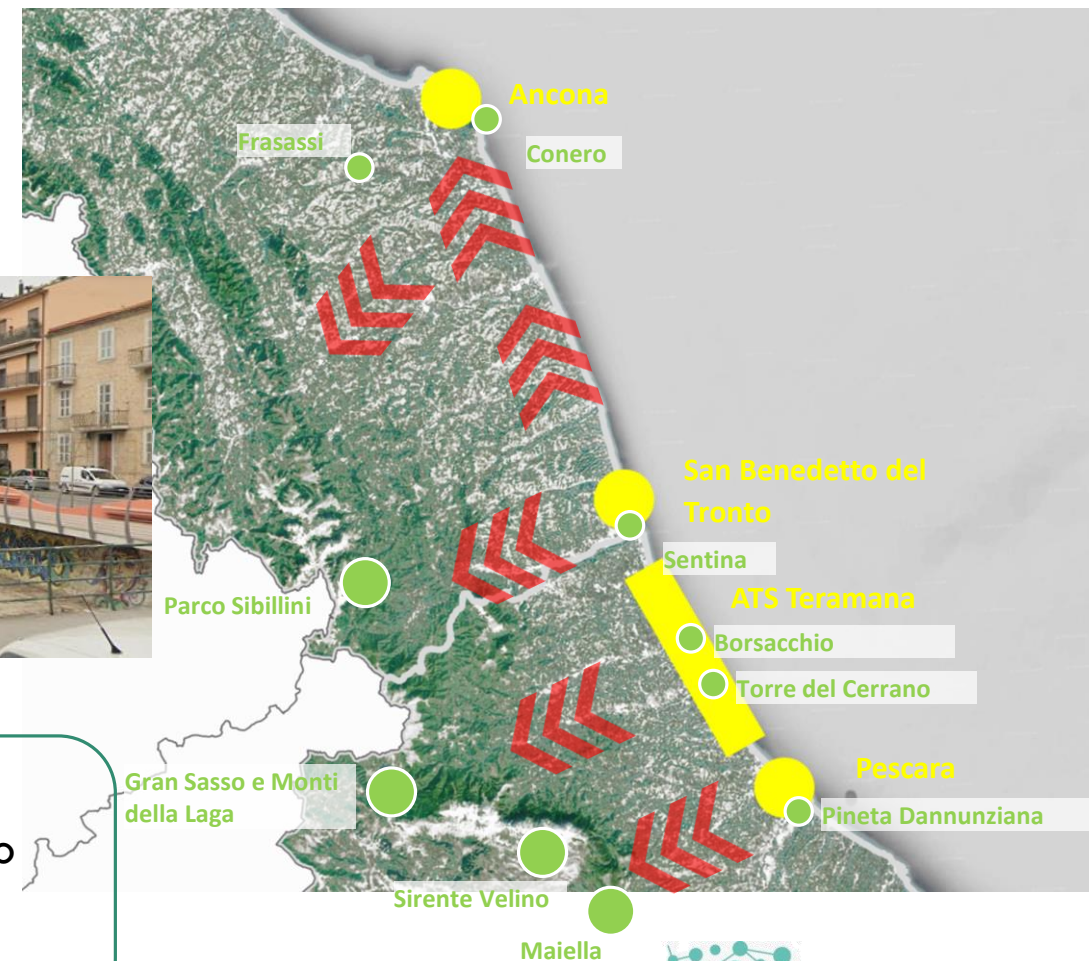 Ancona
Frasassi
Conero
San Benedetto del
Tronto
Sentina
ATS Teramana
Parco Sibillini
Borsacchio
Torre del Cerrano
Pescara
Gran Sasso e Monti
della Laga
Pineta Dannunziana
o
Sirente Velino
Maiella